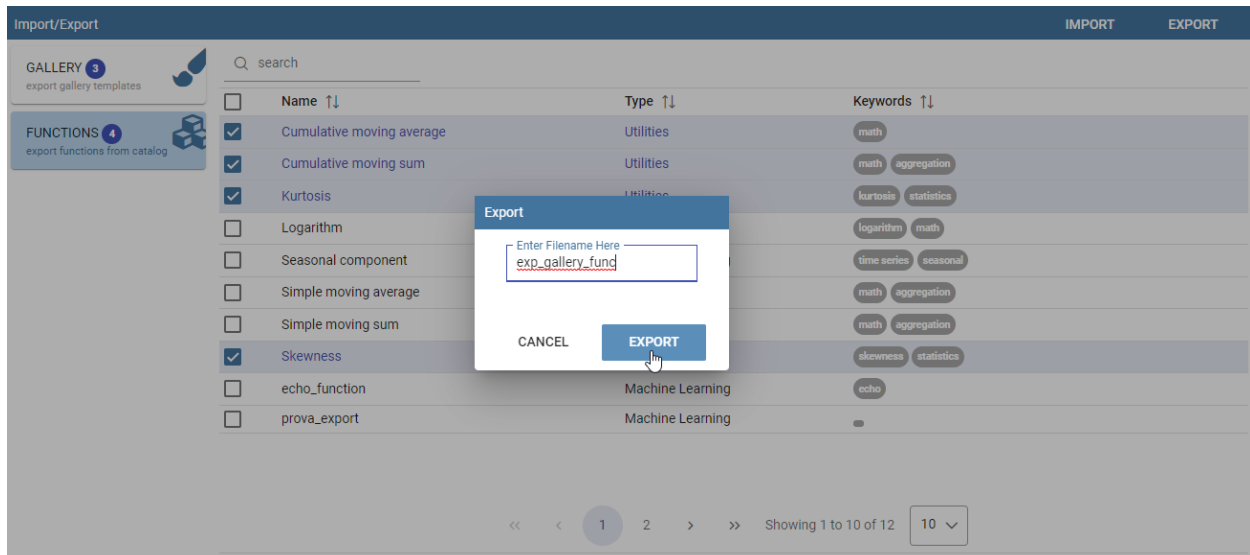 Import/Export IMPORT EXPORT
GALLERY 3
export gallery templates
FUNCTIONS 4
export functions from catalog
search
Name Type Keywords
Cumulative moving average Utilities math
Cumulative moving sum Utilities math aggregation
Kurtosis Utilities kurtosis statistics
Logarithm logarithm math
Seasonal component time series seasonal
Simple moving average math aggregation
Simple moving sum math aggregation
Skewness skewness statistics
echo_function Machine Learning echo
prova_export Machine Learning
Export
Enter Filename Here
exp_gallery_func
CANCEL EXPORT
<< < 1 2 > >> Showing 1 to 10 of 12 10